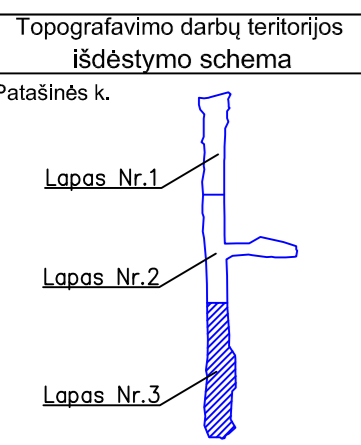 Topografavimo darbų teritorijos
išdėstymo schema
Patašinės k.
Lapas Nr.1
Lapas Nr.2
Lapas Nr.3